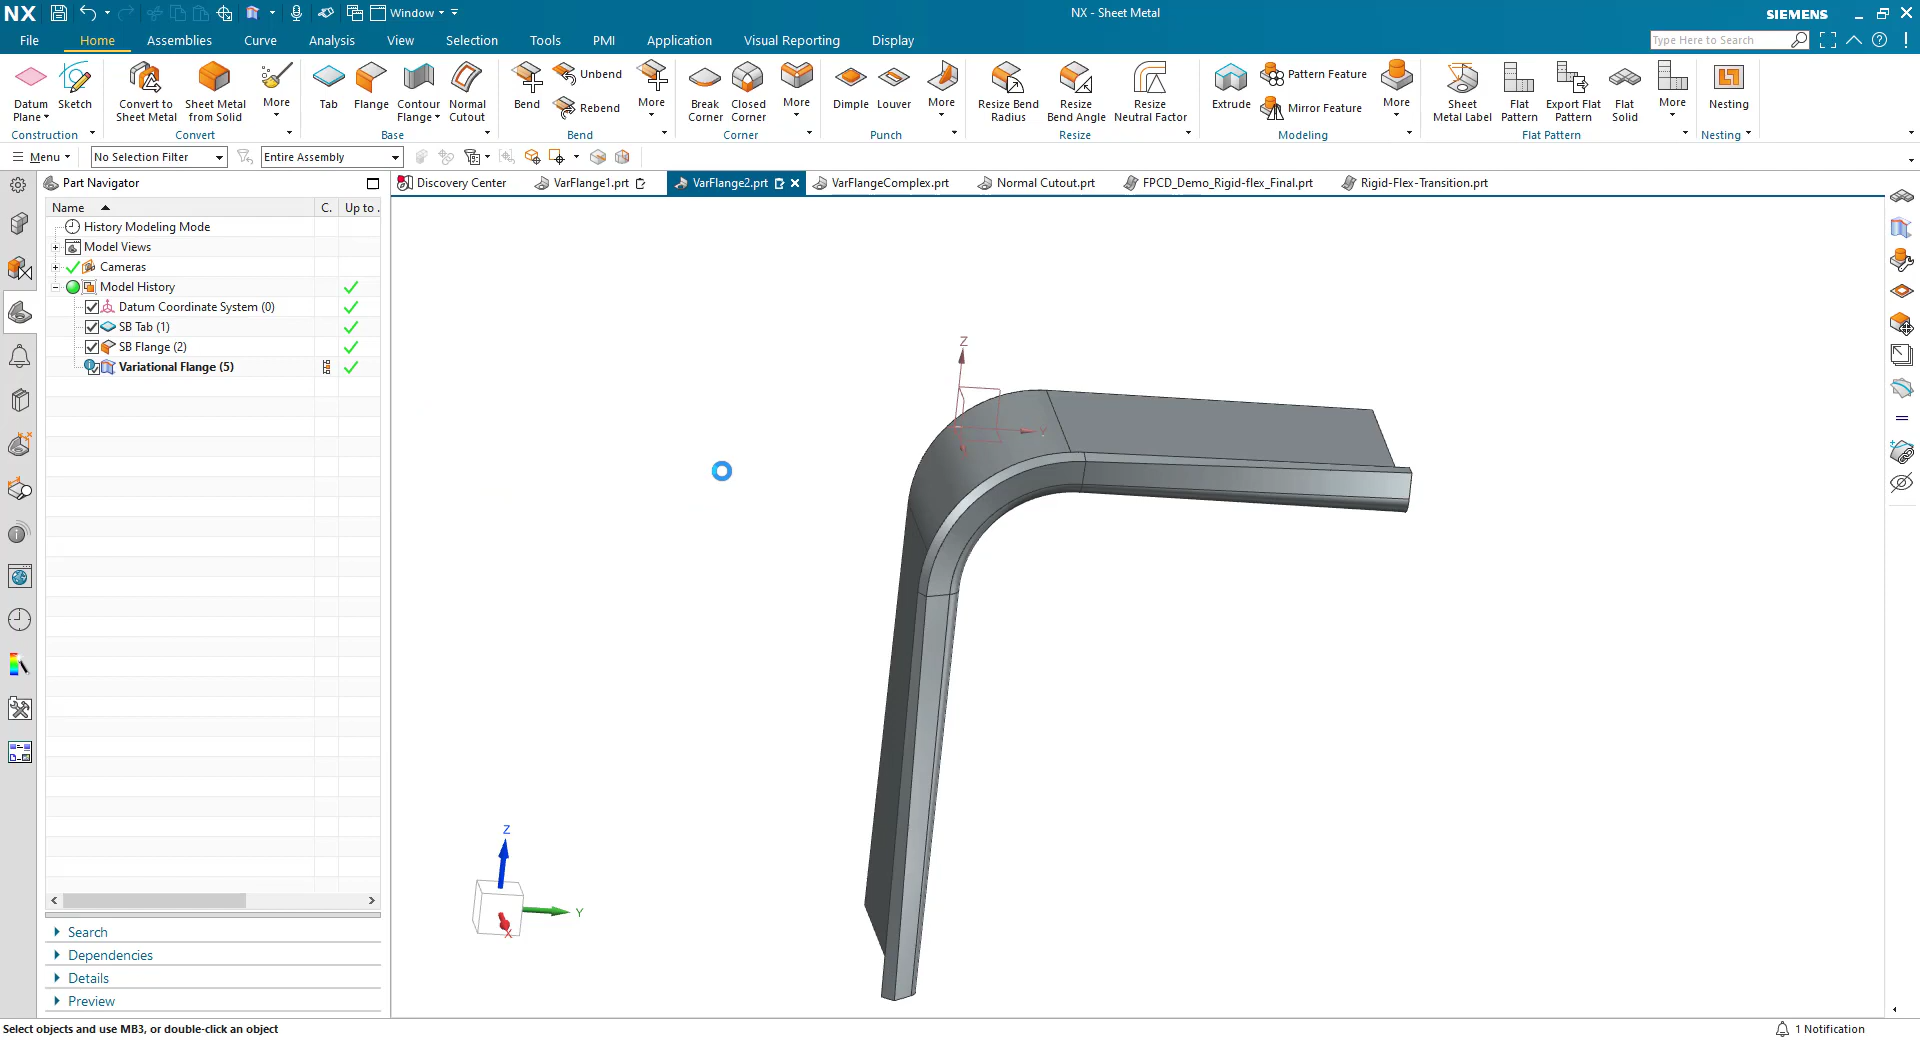 NX Window NX - Sheet Metal SIEMENS
File Home Assemblies Curve Analysis View Selection Tools PMI Application Visual Reporting Display Type Here to Search
Datum Plane Sketch Construction
Convert to Sheet Metal Sheet Metal from Solid More Convert
Tab Flange Contour Flange Normal Cutout Base
Bend Unbend Rebend More Bend
Break Corner Closed Corner More Corner
Dimple Louver More Punch
Resize Bend Radius Resize Bend Angle Resize Neutral Factor Resize
Extrude Pattern Feature Mirror Feature More Modeling
Sheet Metal Label Flat Pattern Export Flat Pattern Flat Solid More Flat Pattern
Nesting Nesting
Menu No Selection Filter Entire Assembly
Part Navigator
Discovery Center VarFlange1.prt VarFlange2.prt VarFlangeComplex.prt Normal Cutout.prt FPCD_Demo_Rigid-flex_Final.prt Rigid-Flex-Transition.prt
Name C. Up to .
History Modeling Mode
Model Views
Cameras
Model History
Datum Coordinate System (0)
SB Tab (1)
SB Flange (2)
Variational Flange (5)
Z
Y
Z
Y
X
Search
Dependencies
Details
Preview
Select objects and use MB3, or double-click an object
1 Notification